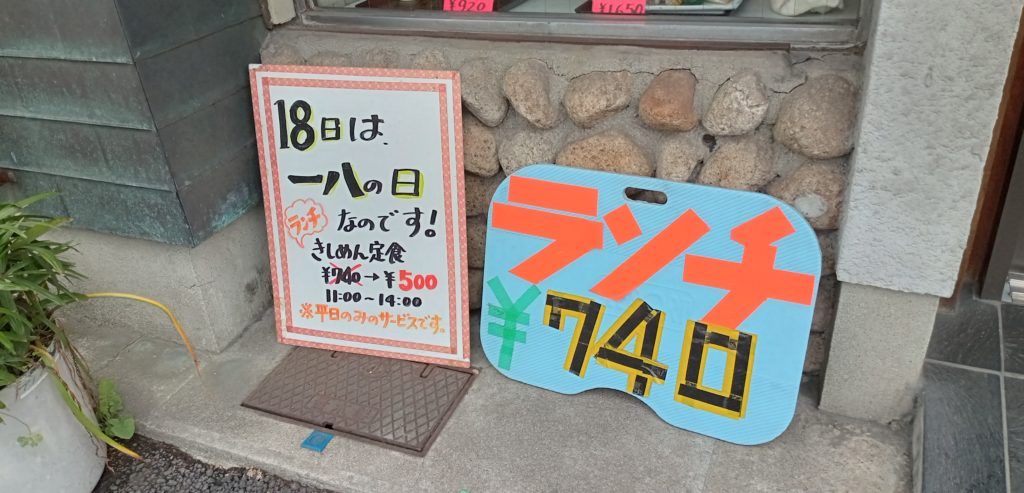 ¥920
¥1650
18日は、
一八の日
ランチ
なのです!
きしめん定食
¥740→¥500
11:00~14:00
※平日のみのサービスです。
ランチ
¥740